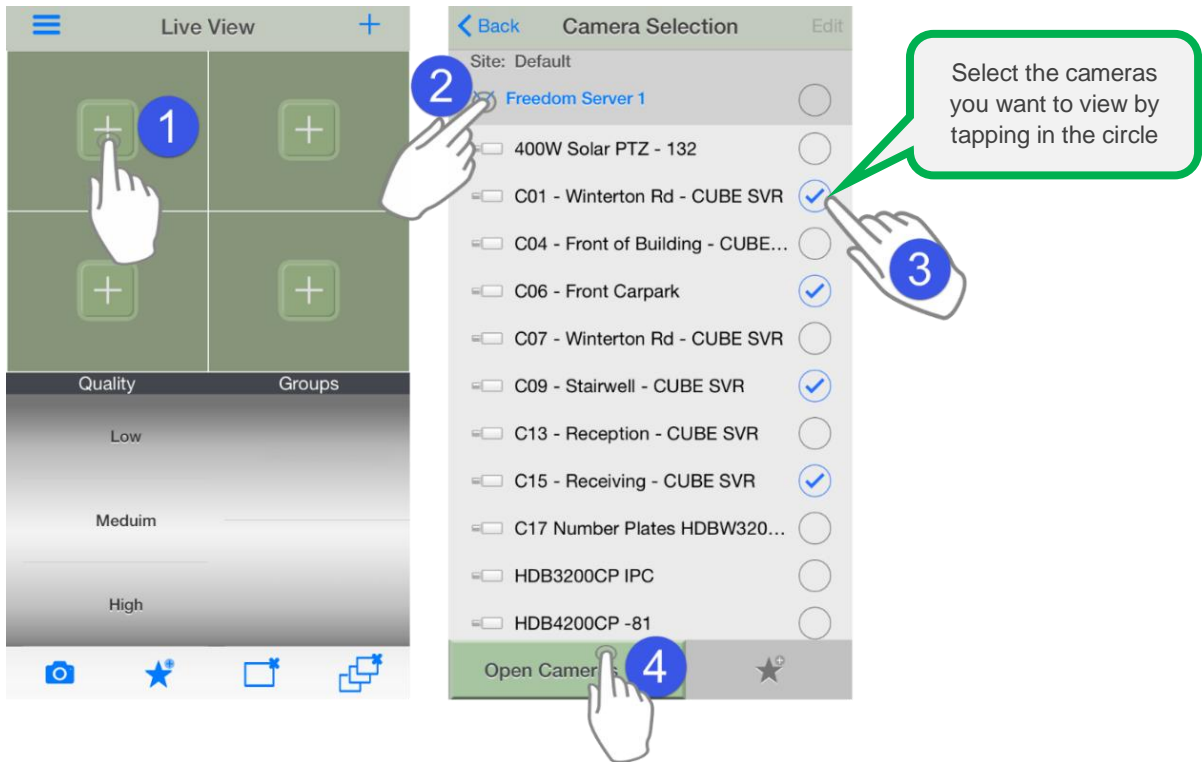 Live View
+
1
+
+
+
+
Quality
Groups
Low
Meduim
High
Back
Camera Selection
Edit
Site: Default
2
Freedom Server 1
400W Solar PTZ - 132
C01 - Winterton Rd - CUBE SVR
C04 - Front of Building - CUBE...
C06 - Front Carpark
C07 - Winterton Rd - CUBE SVR
C09 - Stairwell - CUBE SVR
C13 - Reception - CUBE SVR
C15 - Receiving - CUBE SVR
C17 Number Plates HDBW320...
HDB3200CP IPC
HDB4200CP -81
Open Cameras
4
Select the cameras
you want to view by
tapping in the circle
3